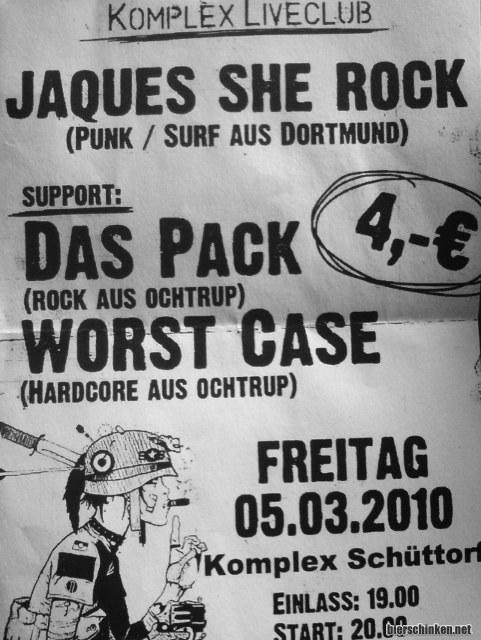 KOMPLEX LIVECLUB
JAQUES SHE ROCK
(PUNK / SURF AUS DORTMUND)
SUPPORT:
4,-€
DAS PACK
(ROCK AUS OCHTRUP)
WORST CASE
(HARDCORE AUS OCHTRUP)
FREITAG
05.03.2010
Komplex Schüttorf
EINLASS: 19.00
START: 20.00
bierschinken.net